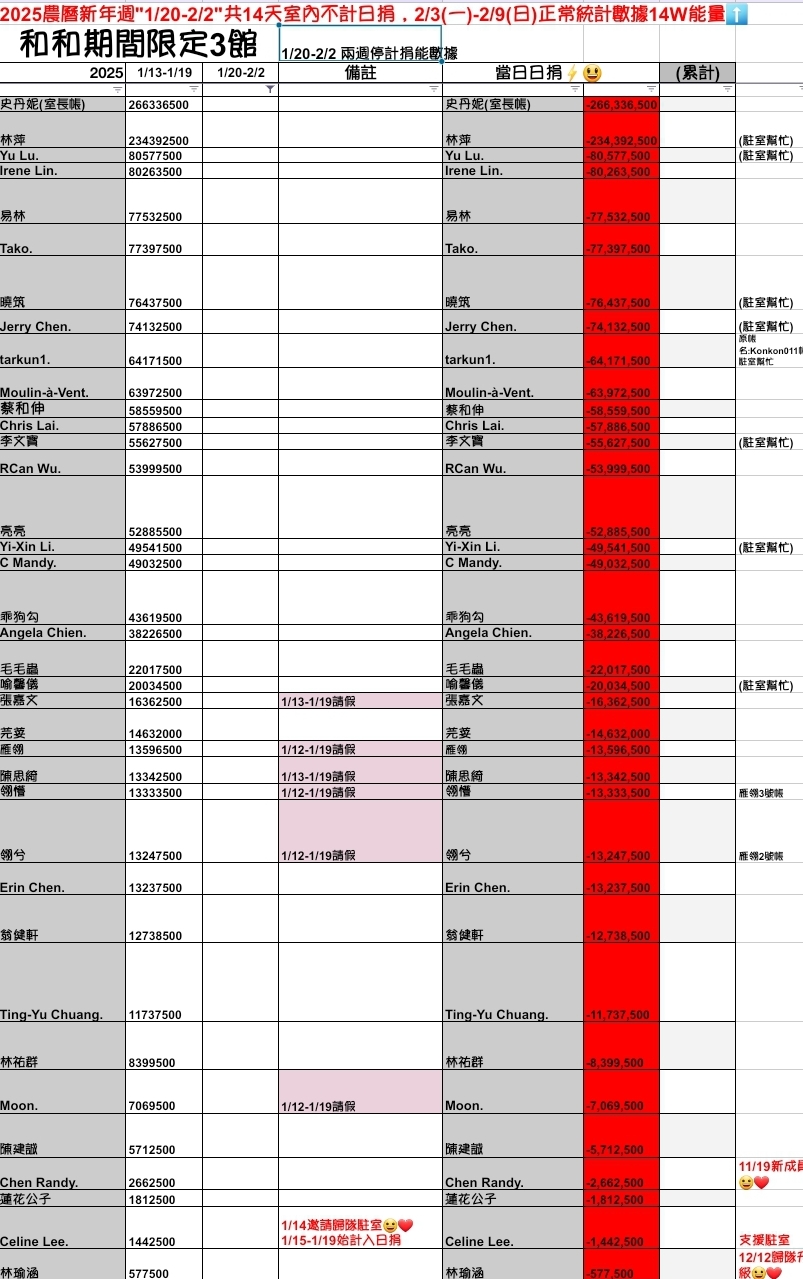 2025農曆新年週"1/20-2/2"共14天室內不計日捐，2/3(一)-2/9(日)正常統計數據14W能量⬆️
和和期間限定3館 1/20-2/2 兩週停計捐能數據
2025 1/13-1/19 1/20-2/2 備註 當日日捐⚡😃 (累計)
史丹妮(室長帳) 266336500 史丹妮(室長帳) -266,336,500
林萍 234392500 林萍 -234,392,500 (駐室幫忙)
Yu Lu. 80577500 Yu Lu. -80,577,500 (駐室幫忙)
Irene Lin. 80263500 Irene Lin. -80,263,500
易林 77532500 易林 -77,532,500
Tako. 77397500 Tako. -77,397,500
曉筑 76437500 曉筑 -76,437,500 (駐室幫忙)
Jerry Chen. 74132500 Jerry Chen. -74,132,500 (駐室幫忙)
原帳
名:Konkon011
tarkun1. 64171500 tarkun1. -64,171,500 駐室幫忙
Moulin-à-Vent. 63972500 Moulin-à-Vent. -63,972,500
蔡和伸 58559500 蔡和伸 -58,559,500
Chris Lai. 57886500 Chris Lai. -57,886,500
李文寶 55627500 李文寶 -55,627,500 (駐室幫忙)
RCan Wu. 53999500 RCan Wu. -53,999,500
亮亮 52885500 亮亮 -52,885,500
Yi-Xin Li. 49541500 Yi-Xin Li. -49,541,500 (駐室幫忙)
C Mandy. 49032500 C Mandy. -49,032,500
乖狗勾 43619500 乖狗勾 -43,619,500
Angela Chien. 38226500 Angela Chien. -38,226,500
毛毛蟲 22017500 毛毛蟲 -22,017,500
喻馨儀 20034500 喻馨儀 -20,034,500 (駐室幫忙)
張嘉文 16362500 1/13-1/19請假 張嘉文 -16,362,500
芫荽 14632000 芫荽 -14,632,000
雁翎 13596500 1/12-1/19請假 雁翎 -13,596,500
陳思綺 13342500 1/13-1/19請假 陳思綺 -13,342,500
翎懵 13333500 1/12-1/19請假 翎懵 -13,333,500 雁翎3號帳
翎兮 13247500 1/12-1/19請假 翎兮 -13,247,500 雁翎2號帳
Erin Chen. 13237500 Erin Chen. -13,237,500
翁健軒 12738500 翁健軒 -12,738,500
Ting-Yu Chuang. 11737500 Ting-Yu Chuang. -11,737,500
林祐群 8399500 林祐群 -8,399,500
Moon. 7069500 1/12-1/19請假 Moon. -7,069,500
陳建誠 5712500 陳建誠 -5,712,500
11/19新成員
Chen Randy. 2662500 Chen Randy. -2,662,500 😆❤️
蓮花公子 1812500 蓮花公子 -1,812,500
1/14邀請歸隊駐室😆❤️
Celine Lee. 1442500 1/15-1/19始計入日捐 Celine Lee. -1,442,500 支援駐室
12/12歸隊升
林瑜涵 577500 林瑜涵 -577,500 級😆❤️